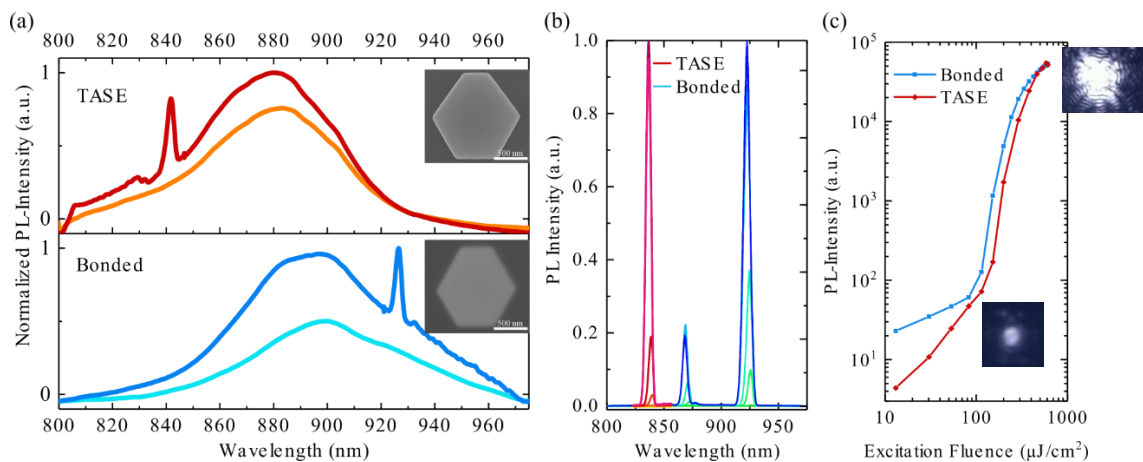 (a)
800 820 840 860 880 900 920 940 960
Normalized PL-Intensity (a.u.)
1
TASE
500 nm
0
1
Bonded
500 nm
0
800 820 840 860 880 900 920 940 960
Wavelength (nm)
(b)
PL Intensity (a.u.)
1.0
0.8
0.6
0.4
0.2
0.0
TASE
Bonded
800 850 900 950
Wavelength (nm)
(c)
PL-Intensity (a.u.)
10^5
10^4
10^3
10^2
10^1
Bonded
TASE
10 100 1000
Excitation Fluence (μJ/cm²)